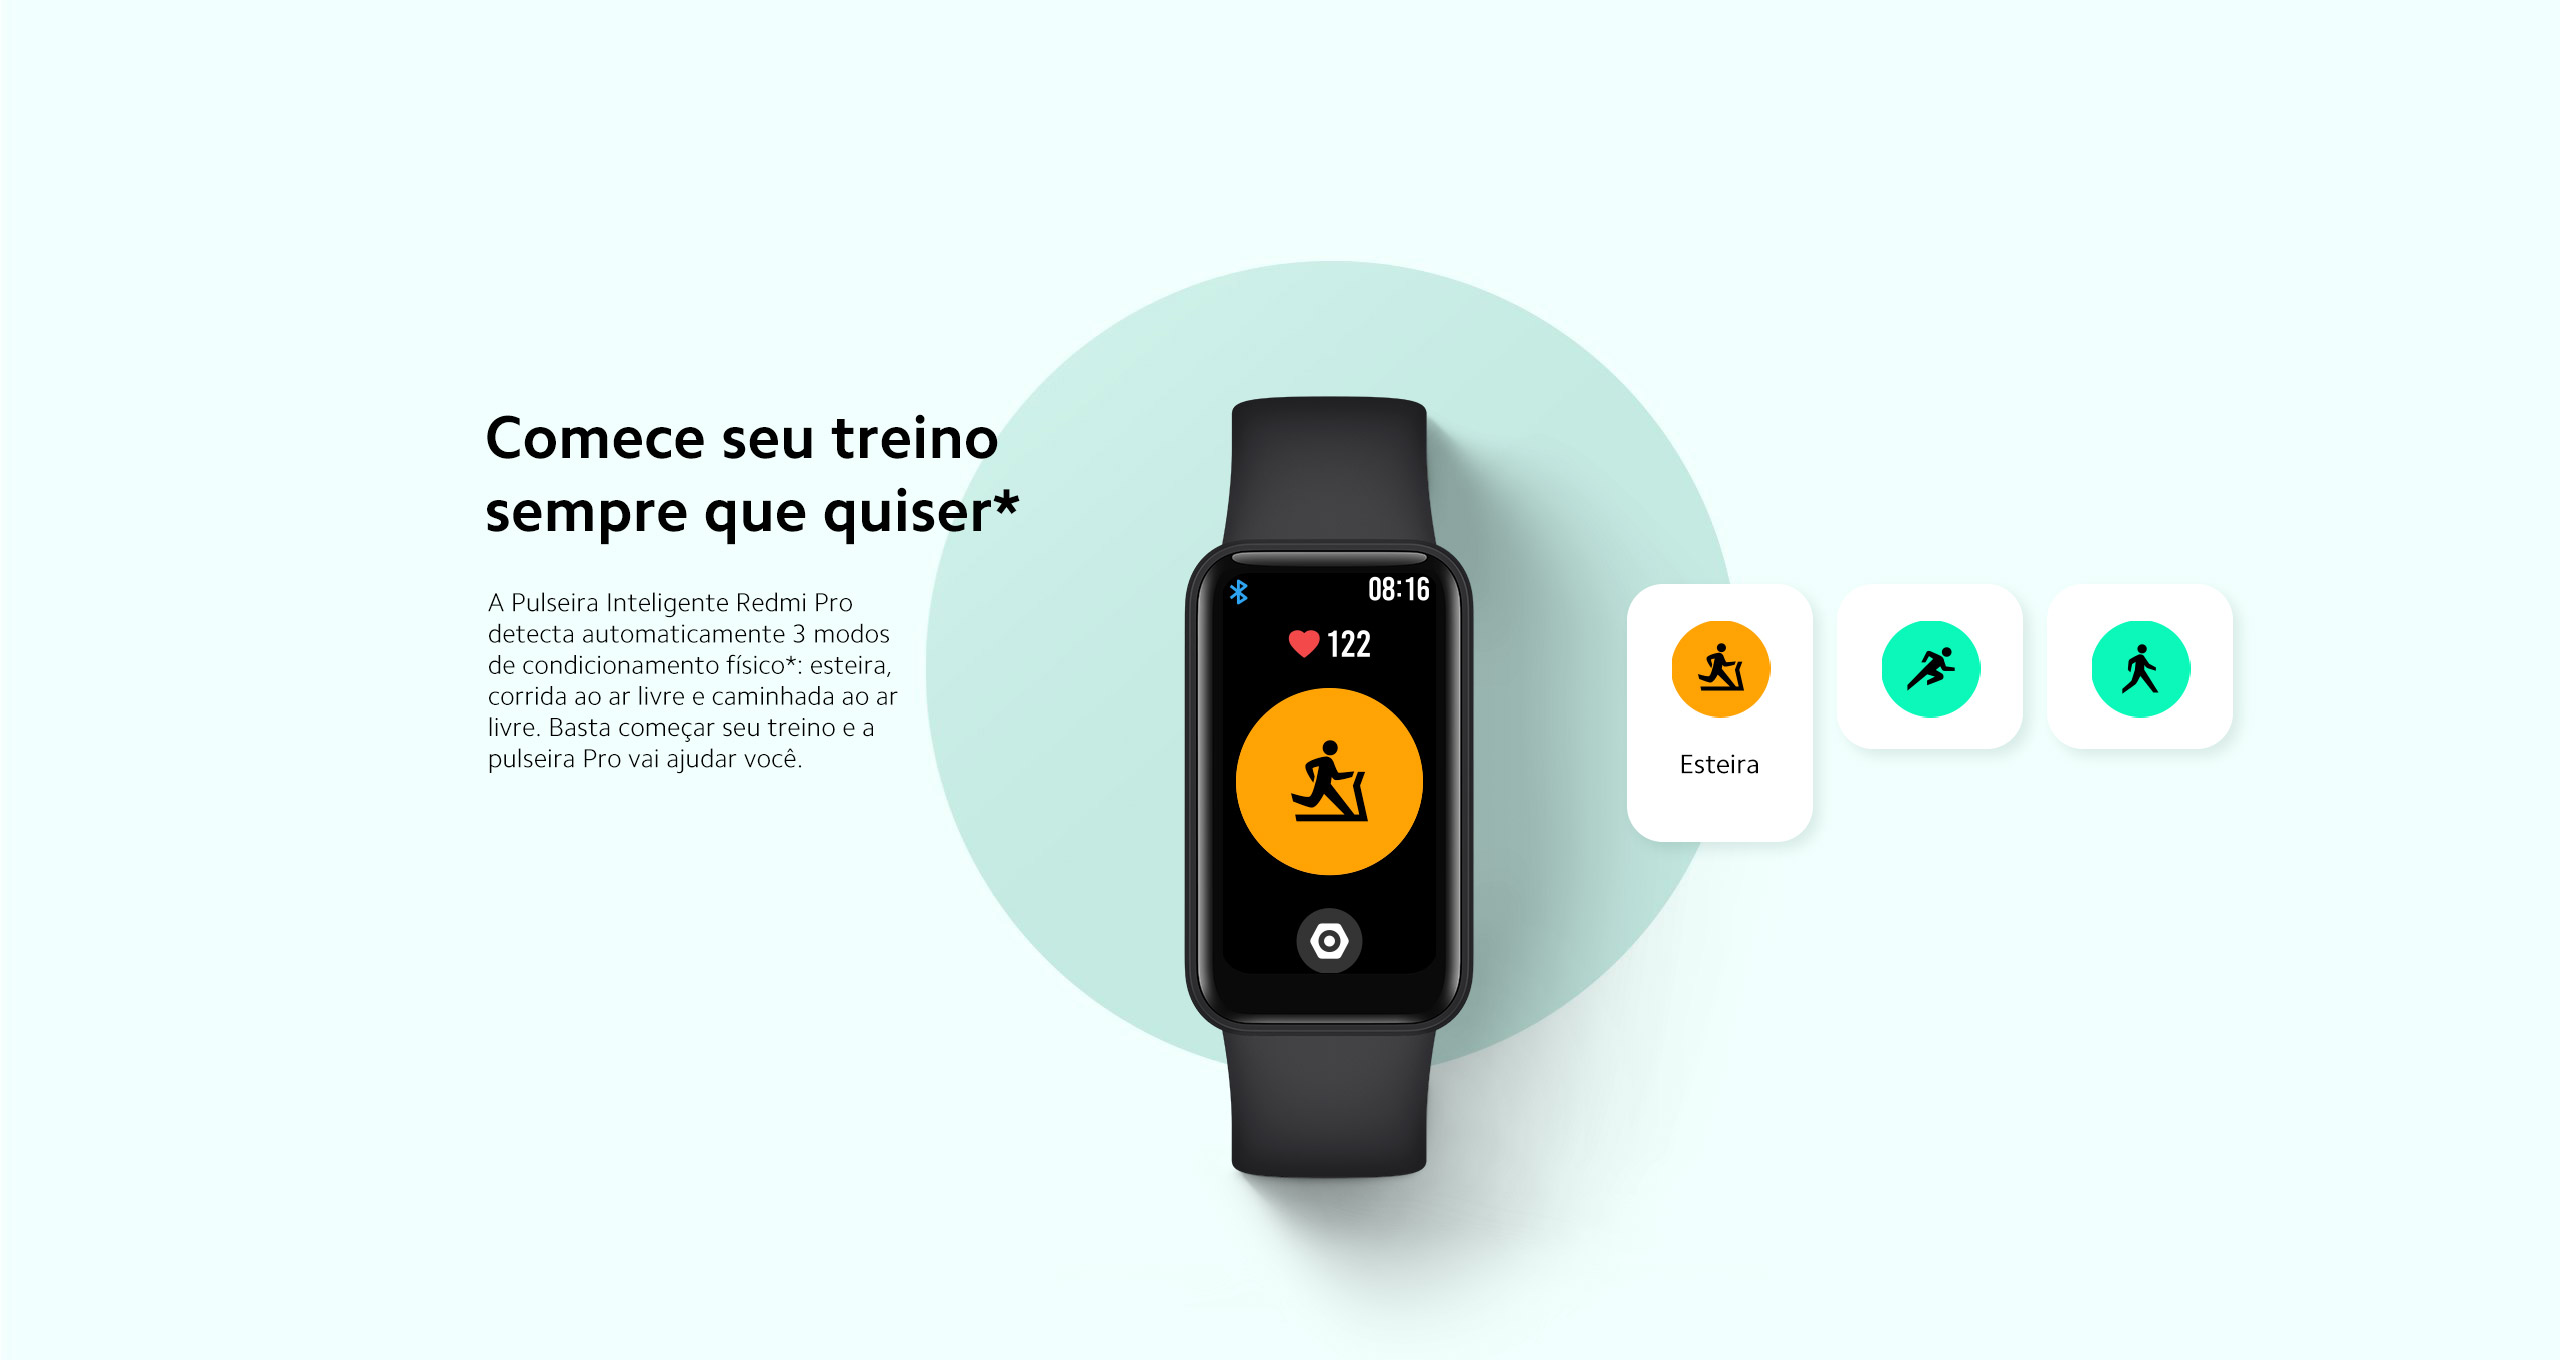 Comece seu treino
sempre que quiser*
A Pulseira Inteligente Redmi Pro
detecta automaticamente 3 modos
de condicionamento físico*: esteira,
corrida ao ar livre e caminhada ao ar
livre. Basta começar seu treino e a
pulseira Pro vai ajudar você.
08:16
122
Esteira